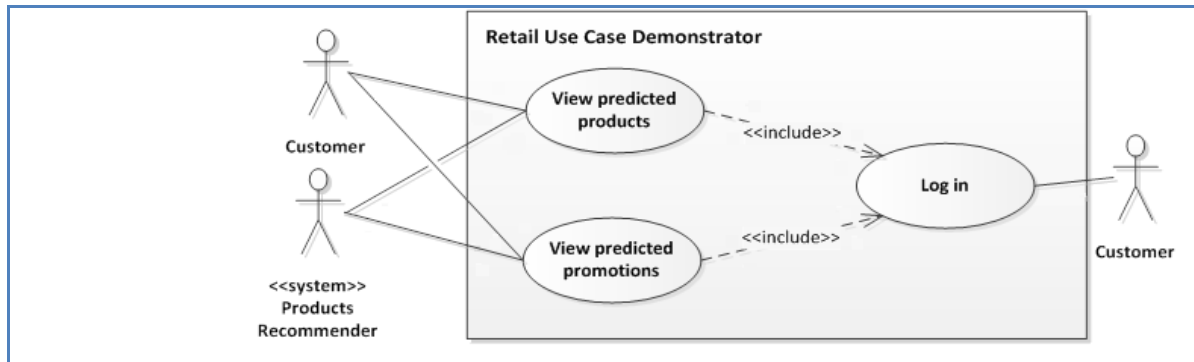 Retail Use Case Demonstrator
Customer
<<system>>
Products
Recommender
View predicted
products
View predicted
promotions
<<include>>
<<include>>
Log in
Customer